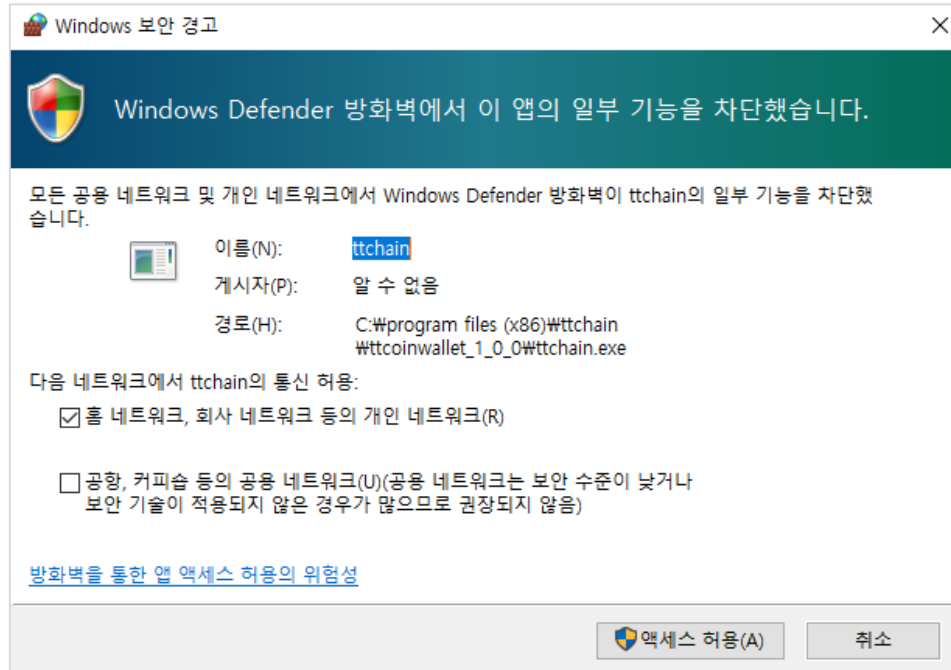 Windows 보안 경고
Windows Defender 방화벽에서 이 앱의 일부 기능을 차단했습니다.
모든 공용 네트워크 및 개인 네트워크에서 Windows Defender 방화벽이 ttchain의 일부 기능을 차단했
습니다.
이름(N): ttchain
게시자(P): 알 수 없음
경로(H): C:₩program files (x86)₩ttchain
₩ttcoinwallet_1_0_0₩ttchain.exe
다음 네트워크에서 ttchain의 통신 허용:
홈 네트워크, 회사 네트워크 등의 개인 네트워크(R)
공항, 커피숍 등의 공용 네트워크(U)(공용 네트워크는 보안 수준이 낮거나
보안 기술이 적용되지 않은 경우가 많으므로 권장되지 않음)
방화벽을 통한 앱 액세스 허용의 위험성
액세스 허용(A) 취소